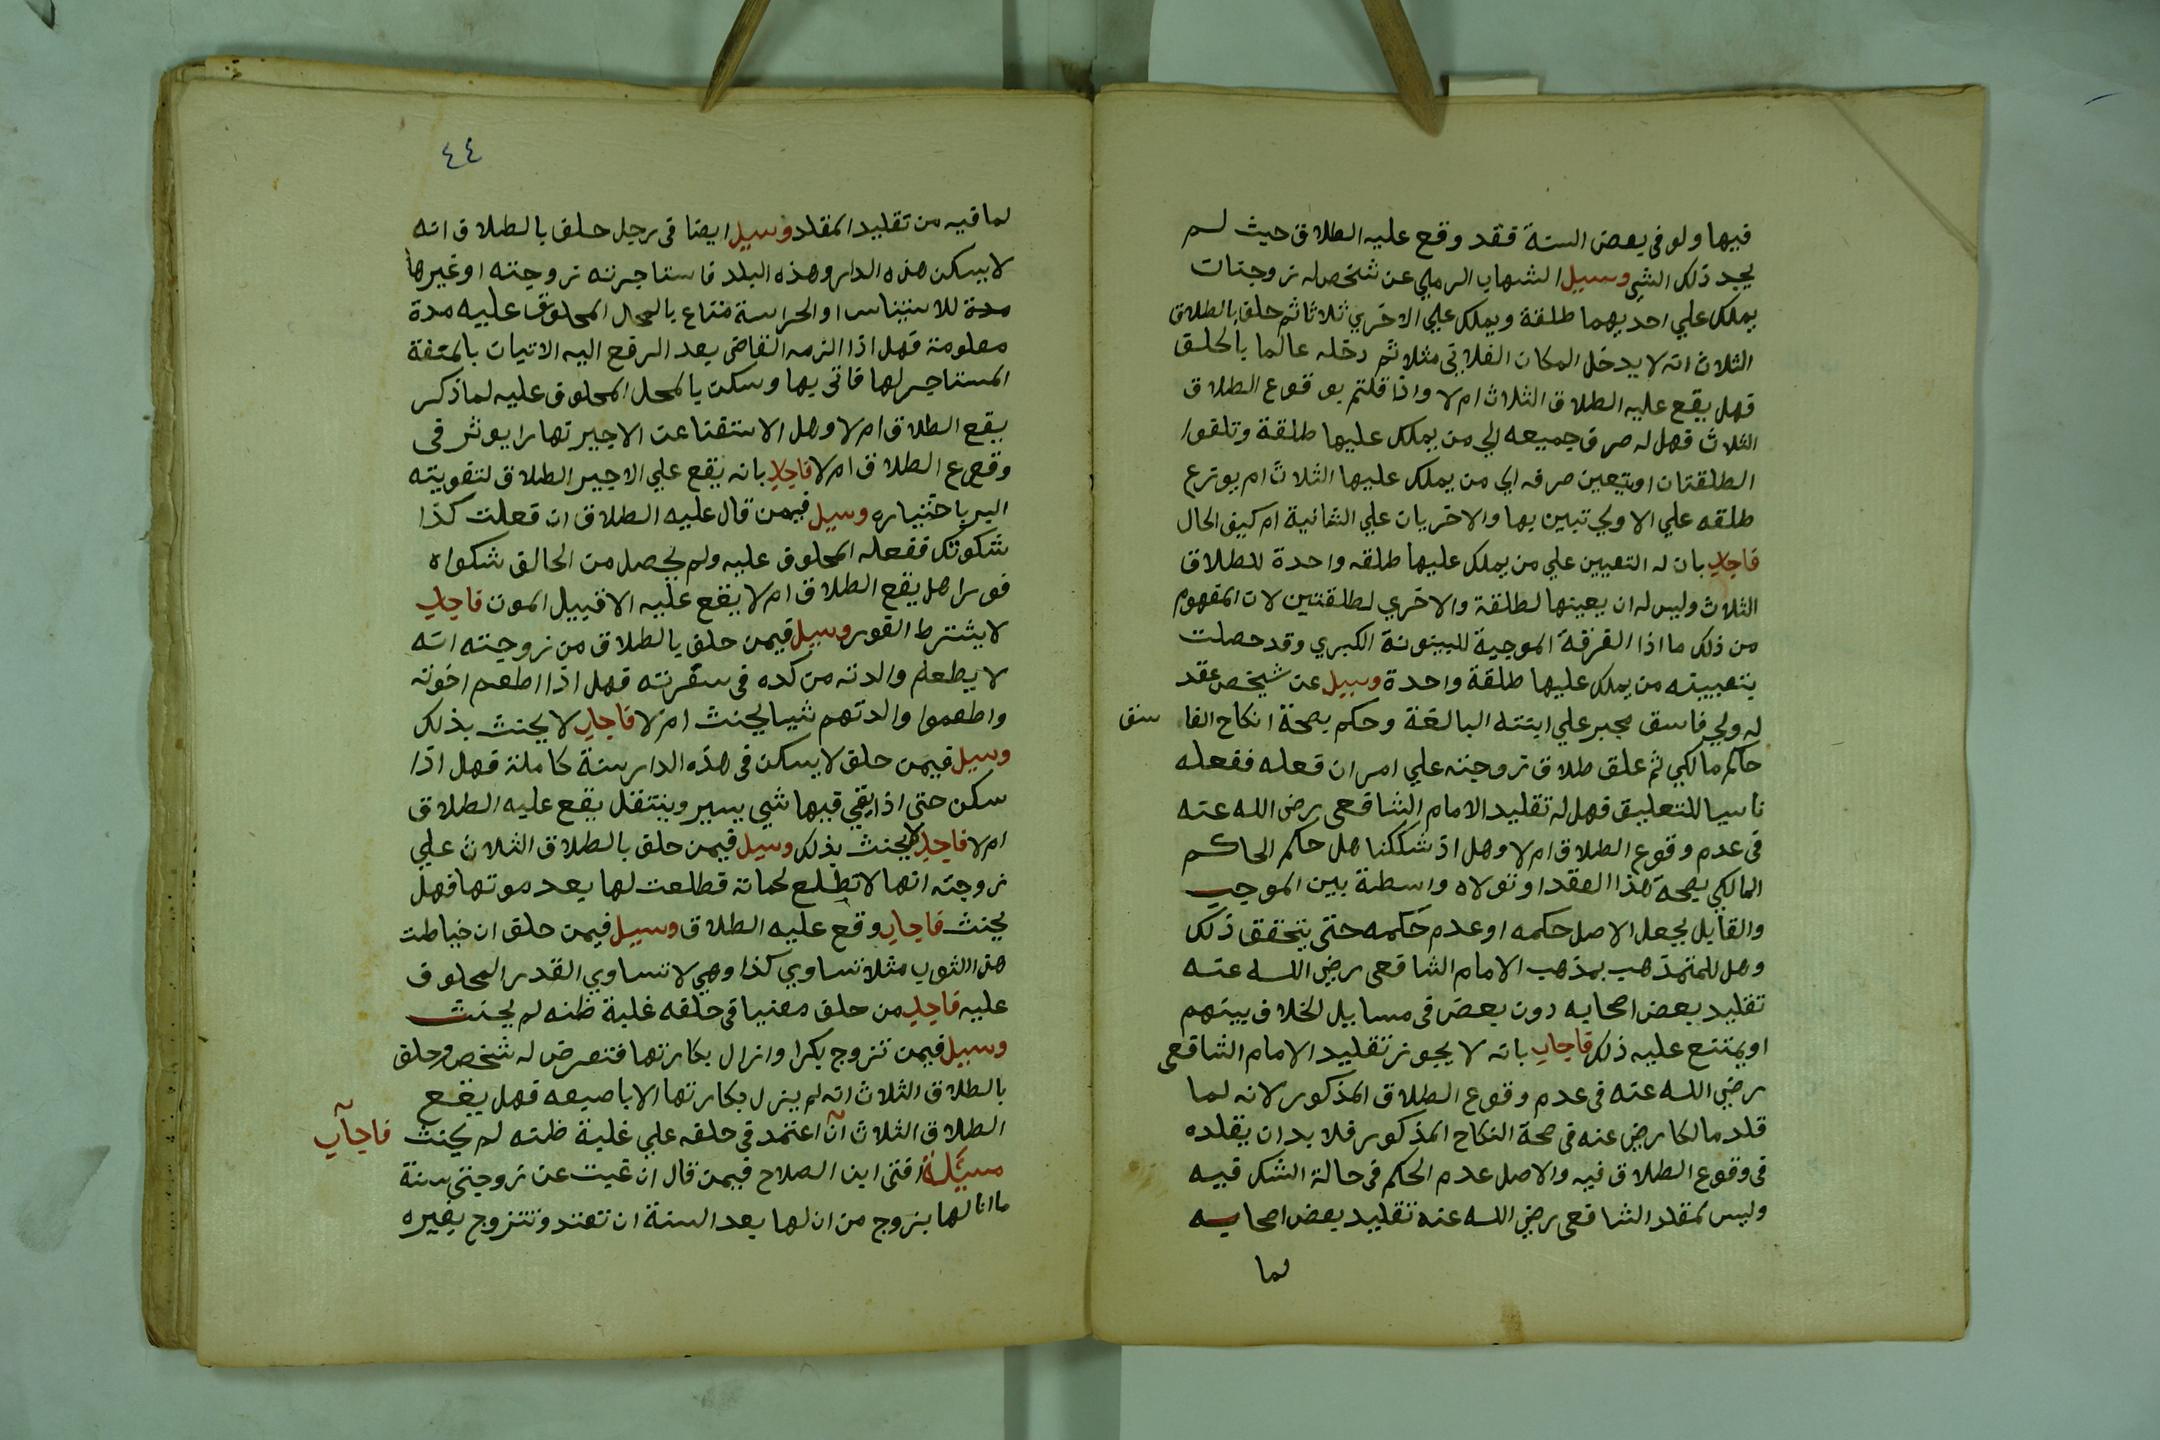 فيها ولو في بعض السنة فقد وقع عليه الطلاق حيث لم
يجد ذلك الشي وسيل الشهاب الرملي عن شخص له زوجتان
يملك علي احديهما طلقة ويملك علي الاخري ثلاثا ثم حلف بالطلاق
الثلاث انه لا يدخل المكان الفلاني مثلا ثم دخله عالما بالحلف
فهل يقع عليه الطلاق الثلاث ام لا واذا قلتم بوقوع الطلاق
الثلاث فهل له صرف جميعه الي من يملك عليها طلقة وتلغوا
الطلقتان او يتعين صرفه الي من يملك عليها الثلاث ام يوزع
طلقه علي الاولي تبين بها والاخريان علي الثانية ام كيف الحال
فاجاب بان له التعيين علي من يملك عليها طلقه واحدة للطلاق
الثلاث وليس له ان يعينها لطلقة والاخري لطلقتين لان المفهوم
من ذلك ما اذا الفرقة الموجبة للبينونة الكبري وقد حصلت
بتعيينه من يملك عليها طلقة واحدة وسيل عن شخص عقد
له ولي فاسق مجبر علي ابنته البالغة وحكم بصحة انكاح الفاسق
حاكم مالكي ثم علق طلاق زوجته علي امر ان فعله ففعله
ناسيا للتعليق فهل له تقليد الامام الشافعي رضي الله عنه
في عدم وقوع الطلاق ام لا وهل اذ شككنا هل حكم الحاكم
المالكي بصحة هذا العقد او تولاه واسطة بين الموجب
والقابل يجعل الاصل حكمه او عدم حكمه حتى يتحقق ذلك
وهل للمتمذهب بمذهب الامام الشافعي رضي الله عنه
تقليد بعض اصحابه دون بعض في مسايل الخلاف بينهم
او يمتنع عليه ذلك فاجاب بانه لا يجوز تقليد الامام الشافعي
رضي الله عنه في عدم وقوع الطلاق المذكور لانه لما
قلد مالكا رضي عنه في صحة النكاح المذكور فلا بد ان يقلده
في وقوع الطلاق فيه والاصل عدم الحكم في حالة الشك فيه
وليس لمقلد الشافعي رضي الله عنه تقليد بعض اصحابه
لما
٤٤
لما فيه من تقليد المقلد وسيل ايضا في رجل حلف بالطلاق انه
لا يسكن هذه الدار وهذه البلد فاستاجرته زوجته او غيرها
مدة للاستيناس او الحراسة متاع بالمحال المحلوف عليه مدة
معلومة فهل اذا الزمه القاضي بعد الرفع اليه الاتيان بالمنفة
المستاجر لها فاتي بها وسكن بالمحل المحلوف عليه لما ذكر
يقع الطلاق ام لا وهل الاستقناعن الاجير نهارا يوثر في
وقوع الطلاق ام لا فاجاب بانه يقع علي الاجير الطلاق لتفويته
البر باختياره وسيل فيمن قال عليه الطلاق ان فعلت كذا
شكوتك ففعله المحلوف عليه ولم يحصل من الحالف شكواه
فورا هل يقع الطلاق ام لا يقع عليه الا قبيل الموت فاجاب
لا يشترط الفور وسيل فيمن حلف بالطلاق من زوجته انه
لا يطعم والدته من كده في سفرته فهل اذا اطعم اخوته
واطعموا والدتهم شيا يحنث ام لا فاجاب لا يحنث بذلك
وسيل فيمن حلف لا يسكن في هذه الدار سنة كاملة فهل اذا
سكن حتى اذا بقي فيها شي يسير وينتقل يقع عليه الطلاق
ام لا فاجاب لا يحنث بذلك وسيل فيمن حلف بالطلاق الثلاث علي
زوجته انها لا تطلع لحماته فطلعت لها بعد موتها فهل
يحنث فاجاب وقع عليه الطلاق وسيل فيمن حلف ان خياطت
هذا الثوب مثلا تساوي كذا وهي لا تساوي القدر المحلوف
عليه فاجاب من حلف معنيا في حلفه غلبة ظنه لم يحنث
وسيل فيمن تزوج بكرا وازال بكارتها فتعرض له شخص وحلف
بالطلاق الثلاث انه لم يزل بكارتها الا باصبعه فهل يقع
الطلاق الثلاث ان اعتمد في حلفه علي غلبة ظنه لم يحنث فاجاب
مسيلة افتي ابن الصلاح فيمن قال ان غبت عن زوجتي سنة
ما انا لها بزوج من ان لها بعد السنة ان تعتد وتتزوج بغيره